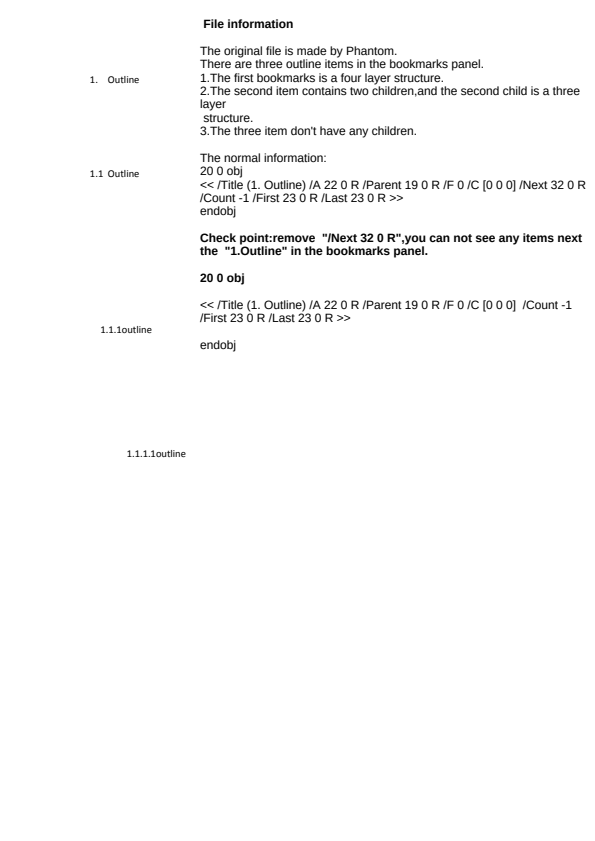 File information
The original file is made by Phantom.
There are three outline items in the bookmarks panel.
1. Outline
1.The first bookmarks is a four layer structure.
2.The second item contains two children,and the second child is a three
layer
structure.
3.The three item don't have any children.
The normal information:
1.1 Outline
20 0 obj
<< /Title (1. Outline) /A 22 0 R /Parent 19 0 R /F 0 /C [0 0 0] /Next 32 0 R
/Count -1 /First 23 0 R /Last 23 0 R >>
endobj
Check point:remove "/Next 32 0 R",you can not see any items next
the "1.Outline" in the bookmarks panel.
20 0 obj
<< /Title (1. Outline) /A 22 0 R /Parent 19 0 R /F 0 /C [0 0 0] /Count -1
/First 23 0 R /Last 23 0 R >>
1.1.1outline
endobj
1.1.1.1outline